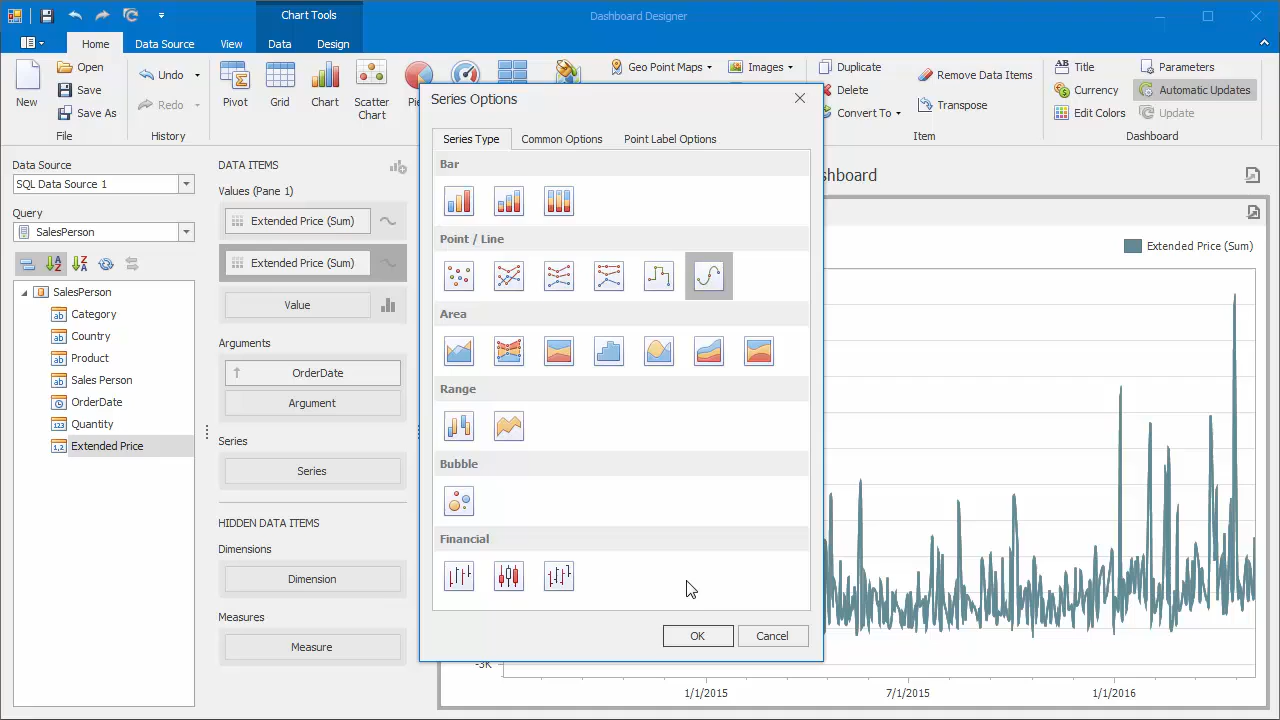 Chart Tools
Dashboard Designer
Home
Data Source
View
Data
Design
New
Open
Save
Save As
File
Undo
Redo
History
Pivot
Grid
Chart
Scatter
Chart
Geo Point Maps
Images
Duplicate
Delete
Convert To
Remove Data Items
Transpose
Item
Title
Currency
Edit Colors
Parameters
Automatic Updates
Update
Dashboard
Data Source
SQL Data Source 1
Query
SalesPerson
SalesPerson
Category
Country
Product
Sales Person
OrderDate
Quantity
Extended Price
DATA ITEMS
Values (Pane 1)
Extended Price (Sum)
Extended Price (Sum)
Value
Arguments
OrderDate
Argument
Series
Series
HIDDEN DATA ITEMS
Dimensions
Dimension
Measures
Measure
Series Options
Series Type
Common Options
Point Label Options
Bar
Point / Line
Area
Range
Bubble
Financial
OK
Cancel
Extended Price (Sum)
-3K
1/1/2015
7/1/2015
1/1/2016